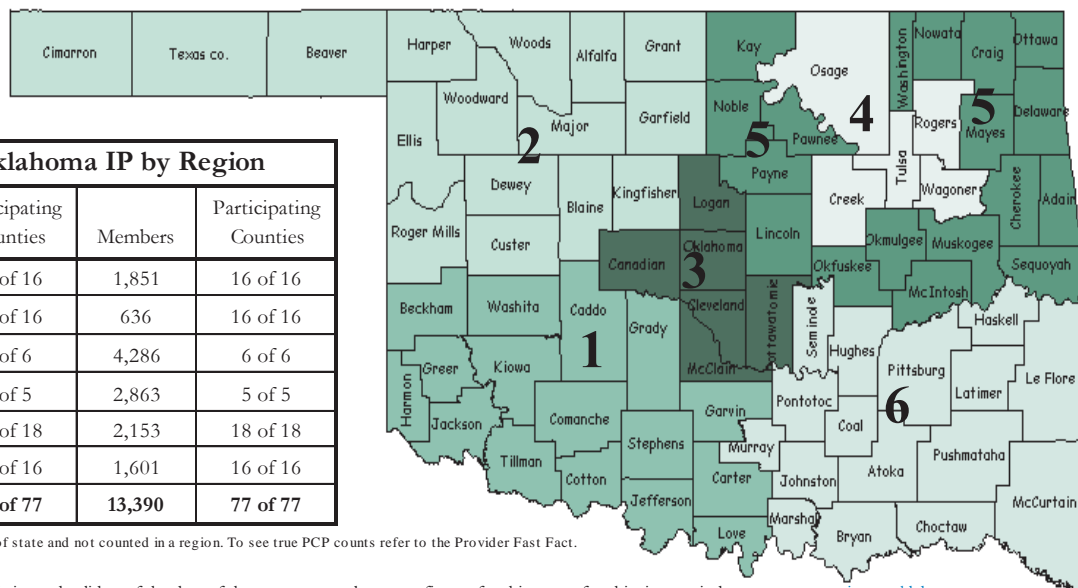 Cimarron
Texas co.
Beaver
Harper
Woods
Alfalfa
Grant
Kay
Osage
Washington
Nowata
Craig
Ottawa
Woodward
Ellis
Major
Garfield
Noble
Pawnee
Rogers
Mayes
Delaware
2
5
4
5
Dewey
Blaine
Kingfisher
Logan
Payne
Creek
Tulsa
Wagoner
Cherokee
Adair
Roger Mills
Custer
Canadian
Oklahoma
Lincoln
Okfuskee
Okmulgee
Muskogee
Sequoyah
3
Beckham
Washita
Caddo
Grady
Cleveland
McClain
ottawatomie
Seminole
Hughes
McIntosh
Haskell
1
Harmon
Greer
Kiowa
Jackson
Comanche
Tillman
Cotton
Stephens
Jefferson
Garvin
Murray
Carter
Love
Pontotoc
Coal
Pittsburg
Latimer
Le Flore
6
Johnston
Marsha
Atoka
Pushmataha
Bryan
Choctaw
McCurtain
klahoma IP by Region
cipating Participating
unties Members Counties
of 16 1,851 16 of 16
of 16 636 16 of 16
of 6 4,286 6 of 6
of 5 2,863 5 of 5
of 18 2,153 18 of 18
of 16 1,601 16 of 16
of 77 13,390 77 of 77
of state and not counted in a region. To see true PCP counts refer to the Provider Fast Fact.